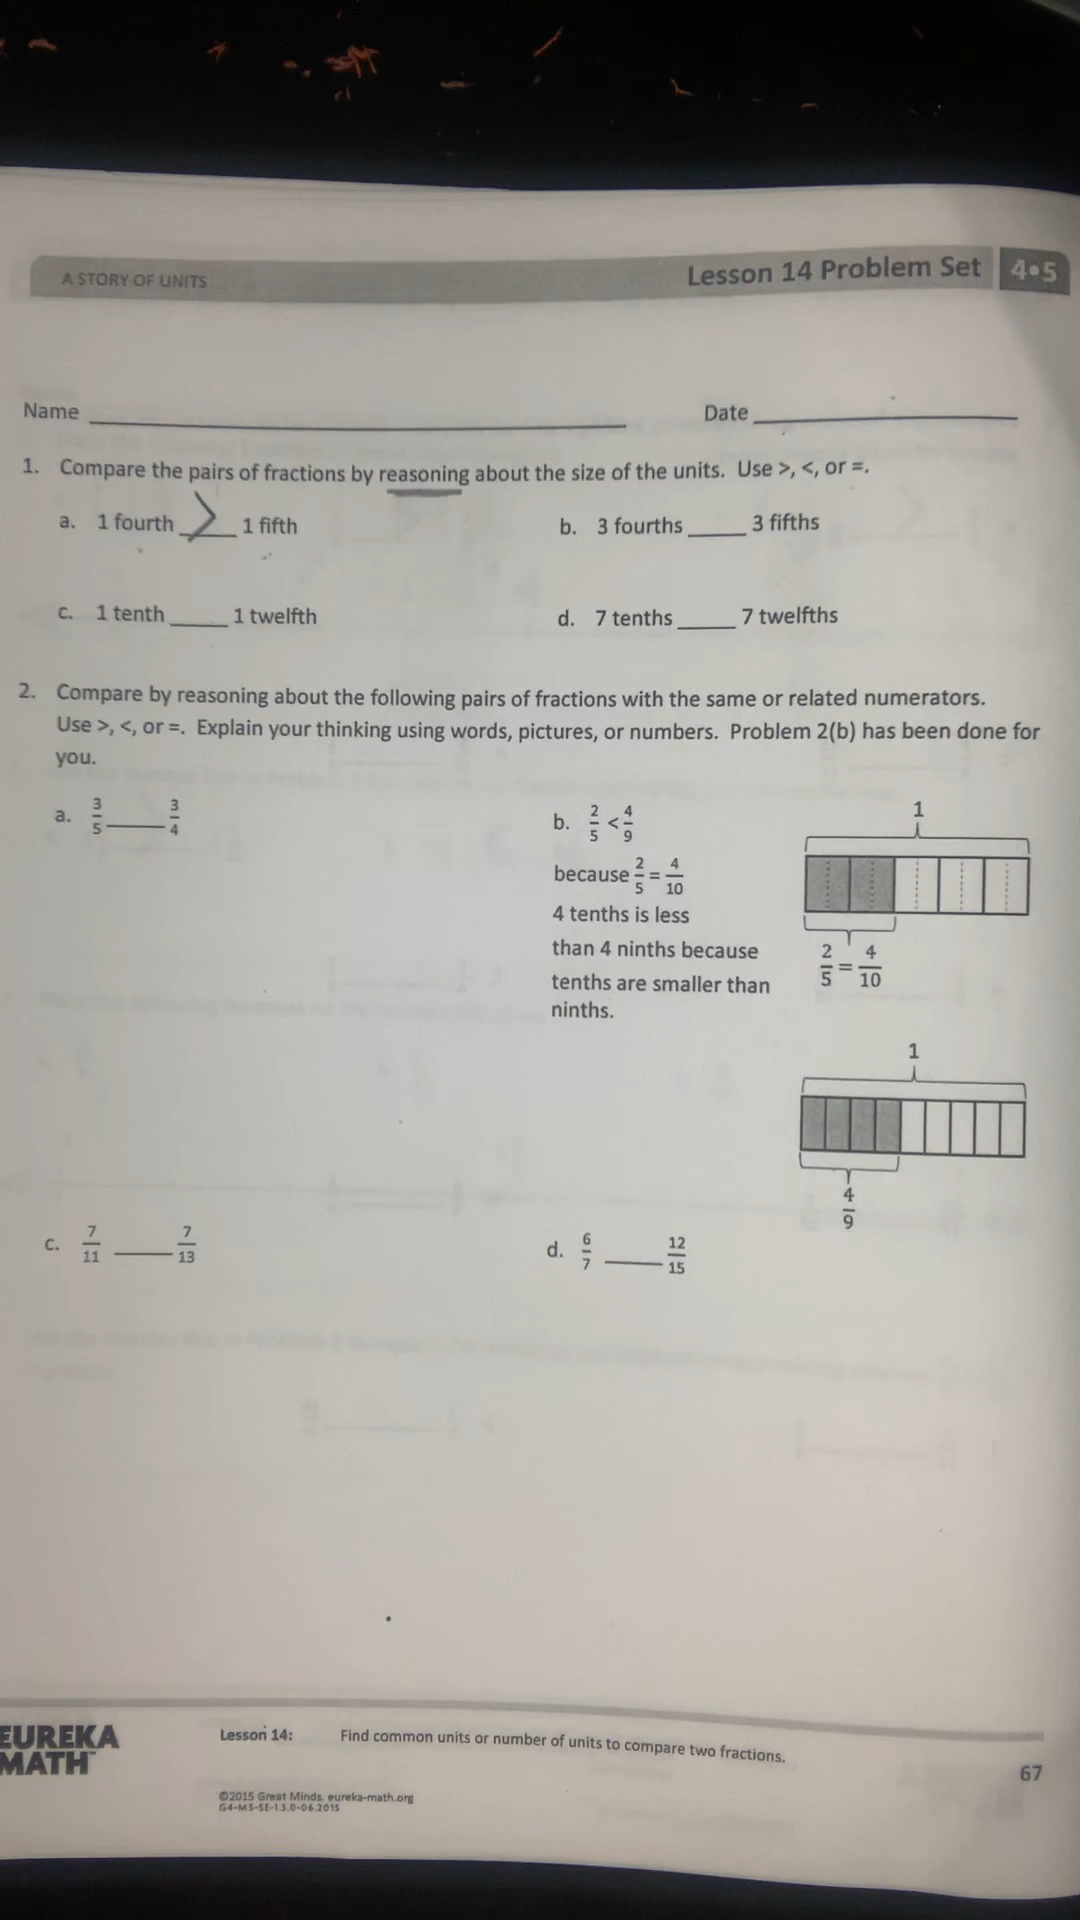 A STORY OF UNITS
Lesson 14 Problem Set 4•5
Name
Date
1. Compare the pairs of fractions by reasoning about the size of the units. Use >, <, or =.
a. 1 fourth > 1 fifth
b. 3 fourths _____ 3 fifths
c. 1 tenth _____ 1 twelfth
d. 7 tenths _____ 7 twelfths
2. Compare by reasoning about the following pairs of fractions with the same or related numerators.
Use >, <, or =. Explain your thinking using words, pictures, or numbers. Problem 2(b) has been done for
you.
a. 3/5 _____ 3/4
b. 2/5 < 4/9
because 2/5 = 4/10
4 tenths is less
than 4 ninths because
tenths are smaller than
ninths.
1
2/5 = 4/10
1
4/9
c. 7/11 _____ 7/13
d. 6/7 _____ 12/15
EUREKA
MATH™
Lesson 14: Find common units or number of units to compare two fractions.
67
©2015 Great Minds. eureka-math.org
G4-M5-SE-1.3.0-06.2015